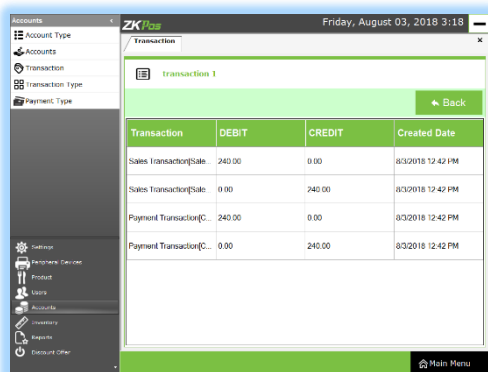 Accounts
ZKPos
Friday, August 03, 2018 3:18
Account Type
Accounts
Transaction
Transaction Type
Payment Type
Transaction
x
transaction 1
Back
Transaction DEBIT CREDIT Created Date
Sales Transaction[Sale... 240.00 0.00 8/3/2018 12:42 PM
Sales Transaction[Sale... 0.00 240.00 8/3/2018 12:42 PM
Payment Transaction[C... 240.00 0.00 8/3/2018 12:42 PM
Payment Transaction[C... 0.00 240.00 8/3/2018 12:42 PM
Settings
Peripheral Devices
Product
Users
Accounts
Inventory
Reports
Discount Offer
Main Menu